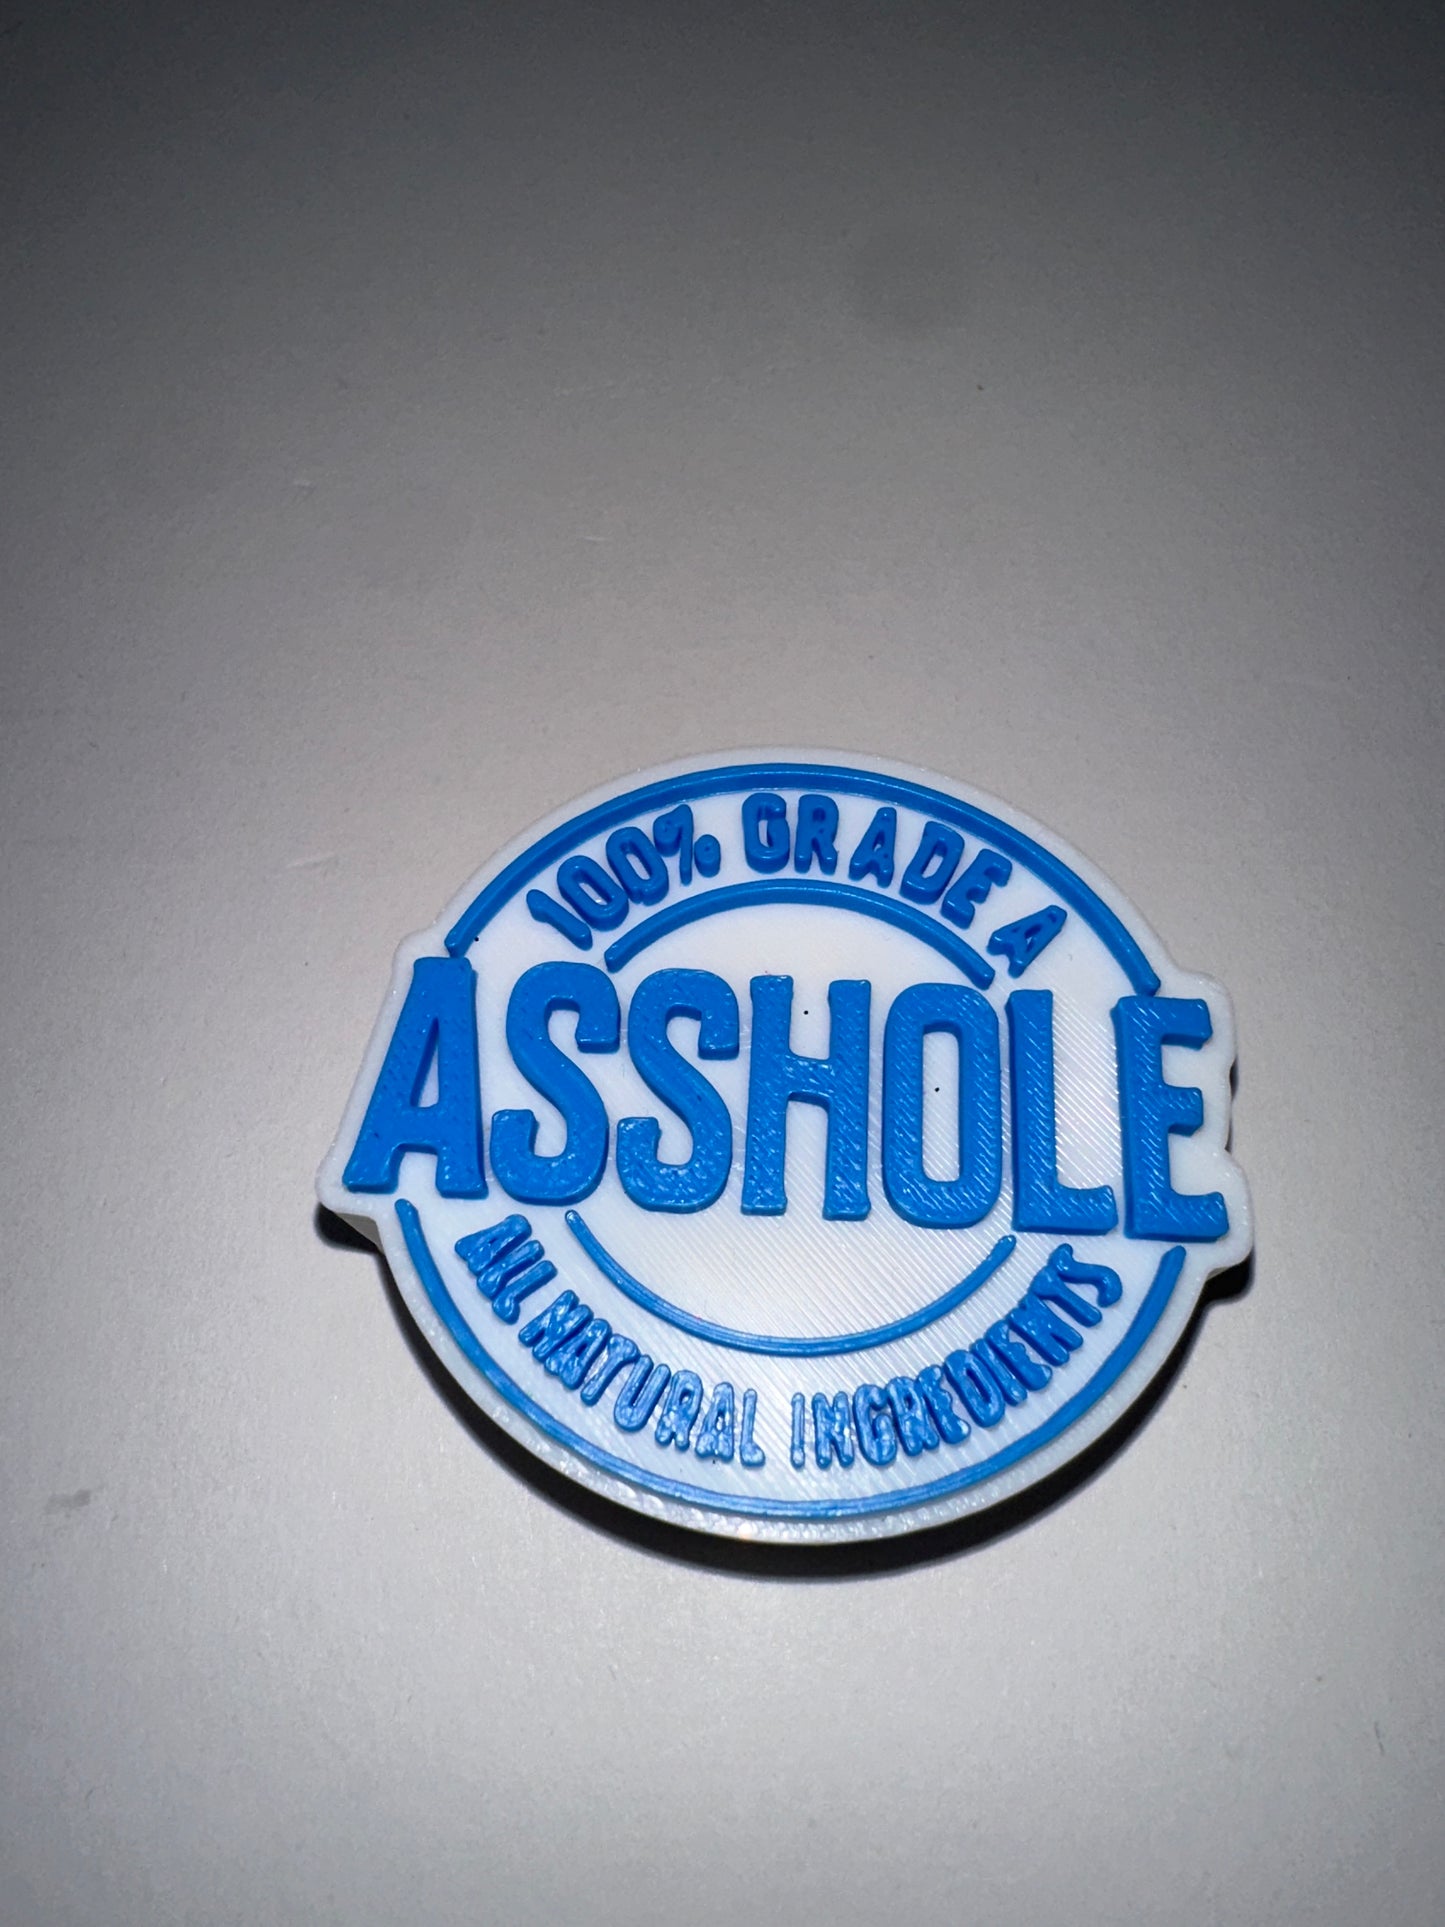 100% GRADE A
ASSHOLE
ALL NATURAL INGREDIENTS